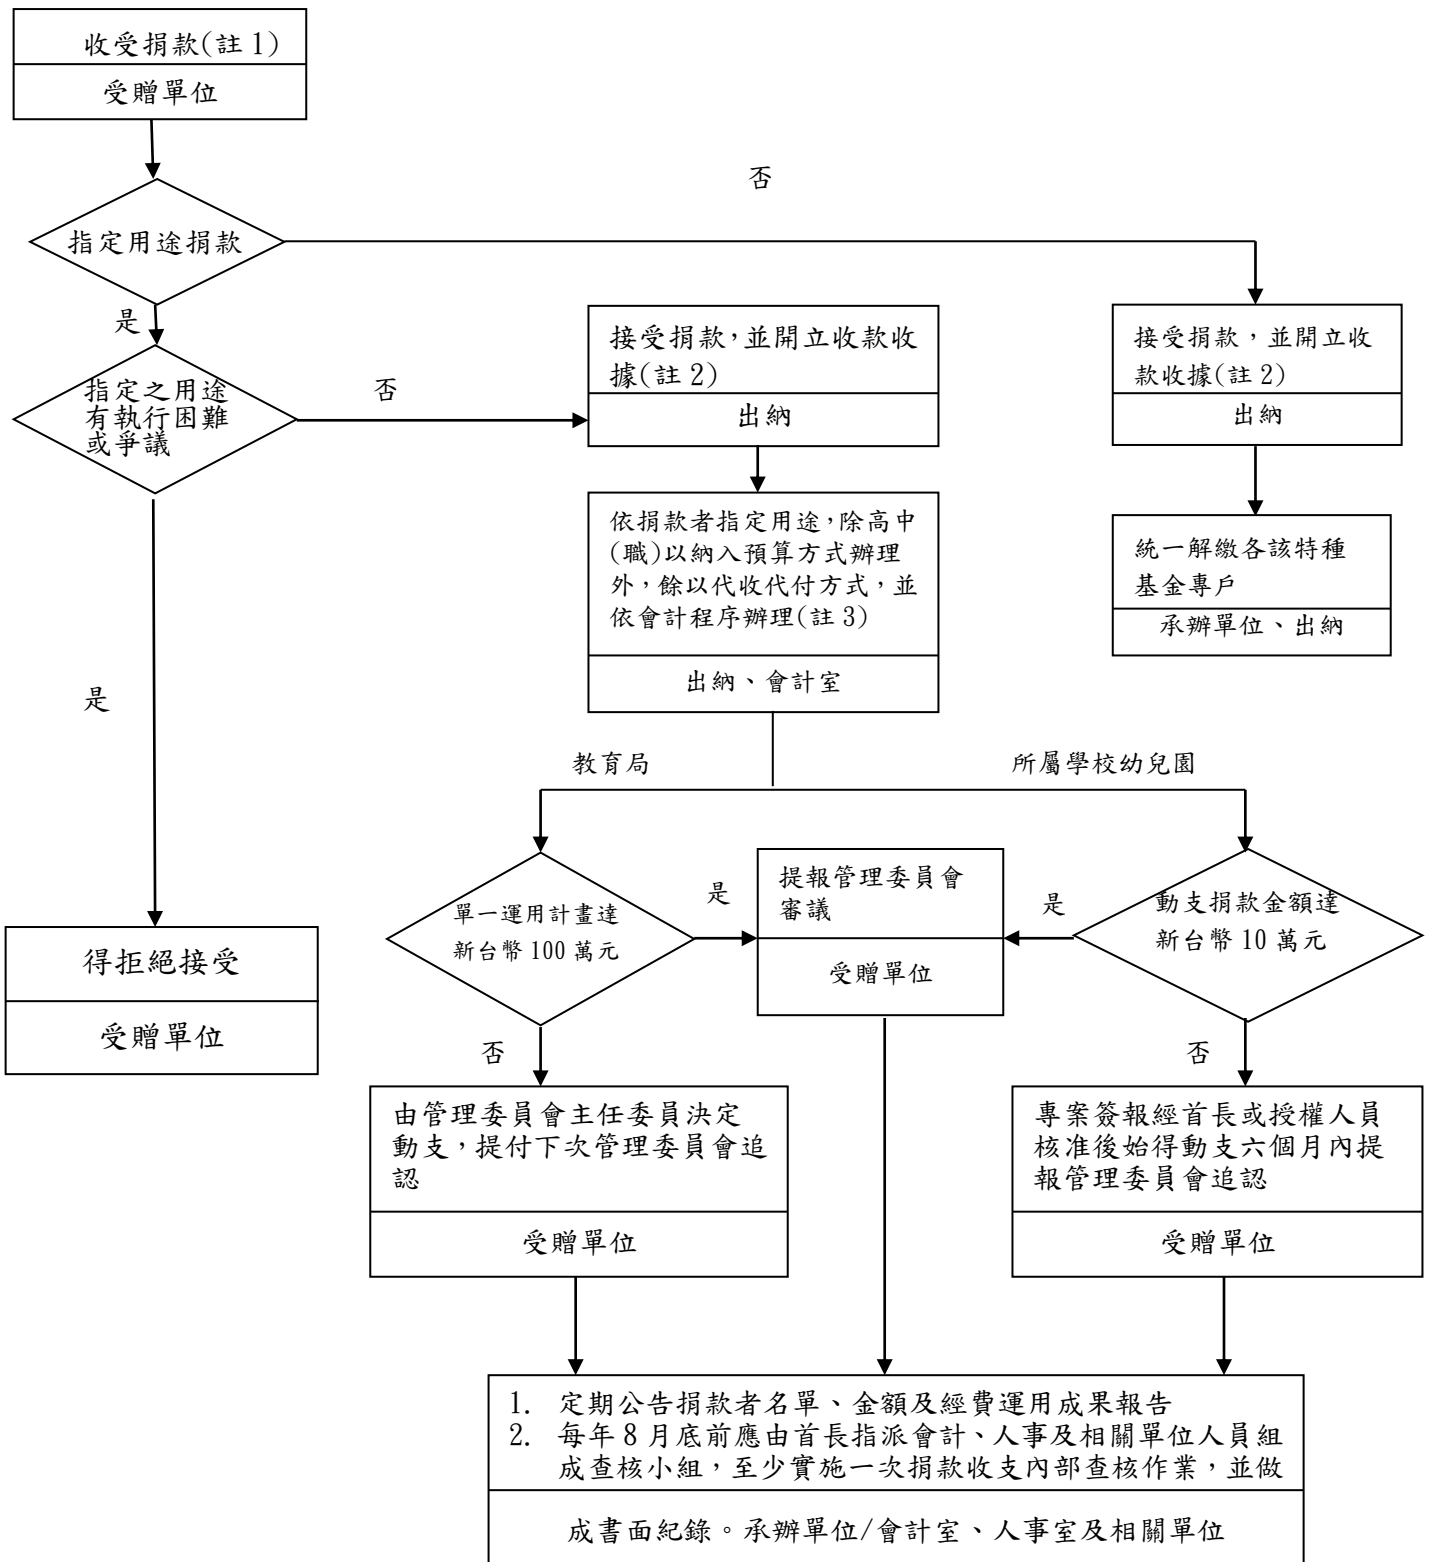 收受捐款(註 1)
受贈單位
否
指定用途捐款
是
指定之用途
有執行困難
或爭議
否
接受捐款，並開立收款收
據(註 2)
出納
接受捐款，並開立收
款收據(註 2)
出納
依捐款者指定用途，除高中
(職)以納入預算方式辦理
外，餘以代收代付方式，並
依會計程序辦理(註 3)
出納、會計室
統一解繳各該特種
基金專戶
承辦單位、出納
是
教育局
所屬學校幼兒園
單一運用計畫達
新台幣 100 萬元
是
提報管理委員會
審議
受贈單位
是
動支捐款金額達
新台幣 10 萬元
得拒絕接受
受贈單位
否
否
由管理委員會主任委員決定
動支，提付下次管理委員會追
認
受贈單位
專案簽報經首長或授權人員
核准後始得動支六個月內提
報管理委員會追認
受贈單位
1. 定期公告捐款者名單、金額及經費運用成果報告
2. 每年 8 月底前應由首長指派會計、人事及相關單位人員組
成查核小組，至少實施一次捐款收支內部查核作業，並做
成書面紀錄。承辦單位/會計室、人事室及相關單位